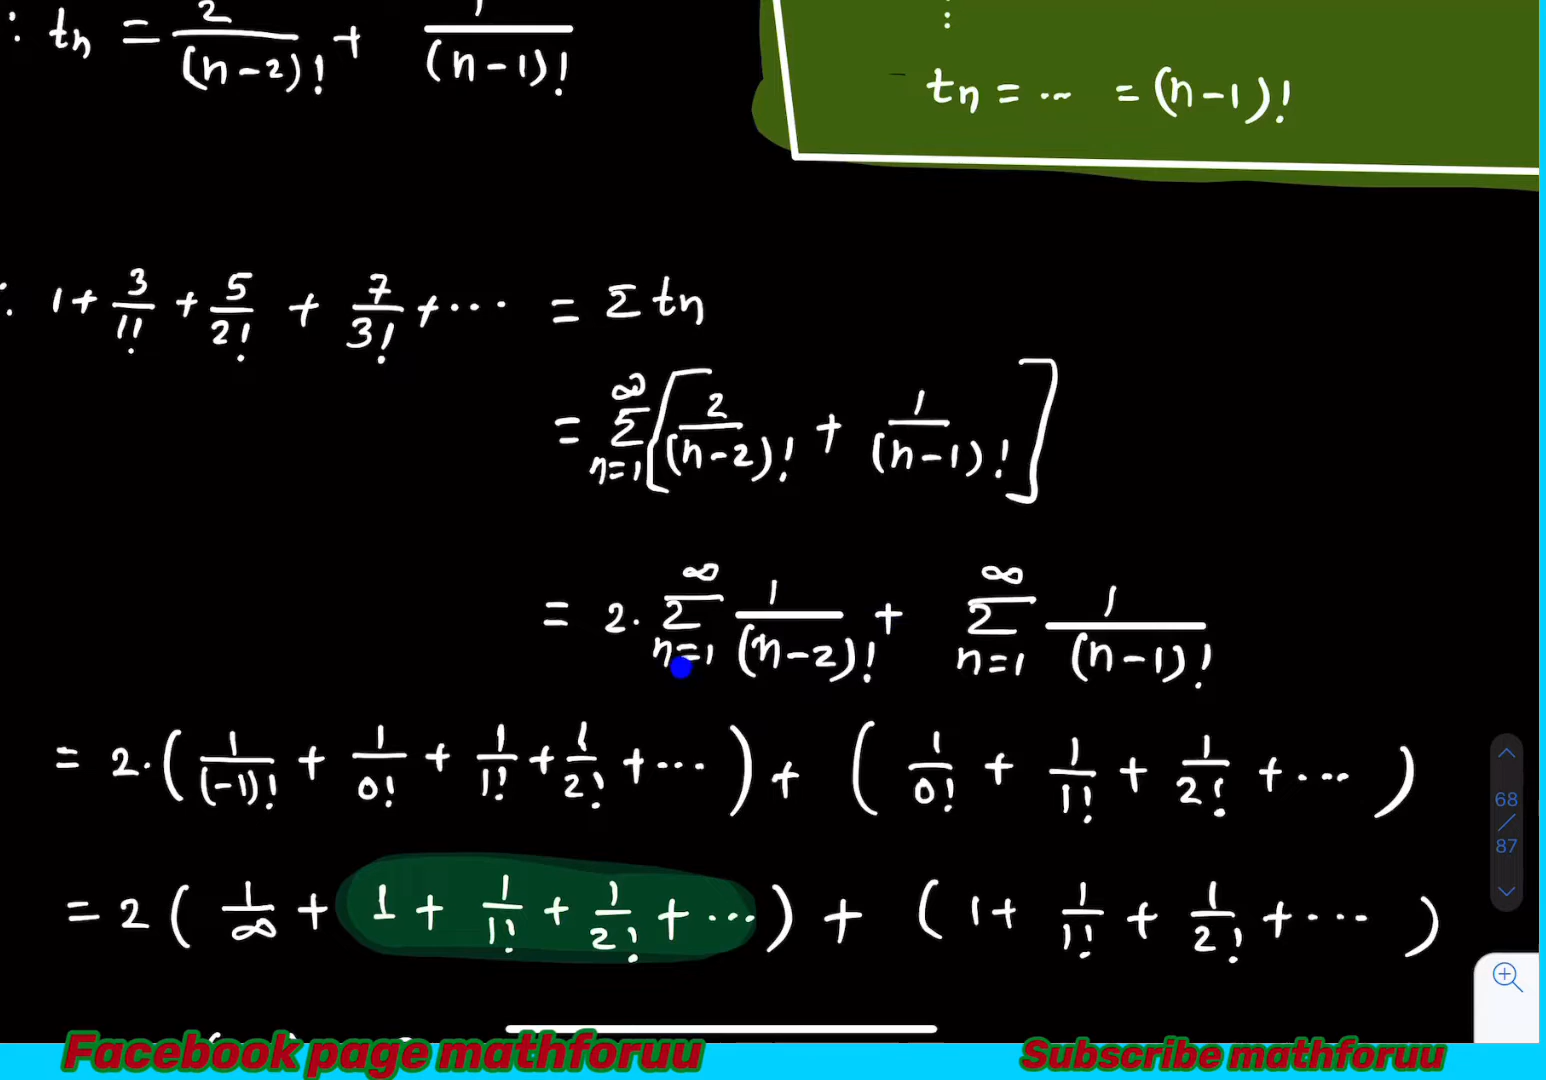 ∴ tn = 2/(n-2)! + 1/(n-1)!
⋮
tn = ... = (n-1)!
∴ 1 + 3/1! + 5/2! + 7/3! + ... = Σ tn
= Σ_{n=1}^{∞} [2/(n-2)! + 1/(n-1)!]
= 2. Σ_{n=1}^{∞} 1/(n-2)! + Σ_{n=1}^{∞} 1/(n-1)!
= 2. (1/(-1)! + 1/0! + 1/1! + 1/2! + ...) + (1/0! + 1/1! + 1/2! + ...)
= 2 (1/∞ + 1 + 1/1! + 1/2! + ...) + (1 + 1/1! + 1/2! + ...)
68
/
87
Facebook page mathforuu
Subscribe mathforuu